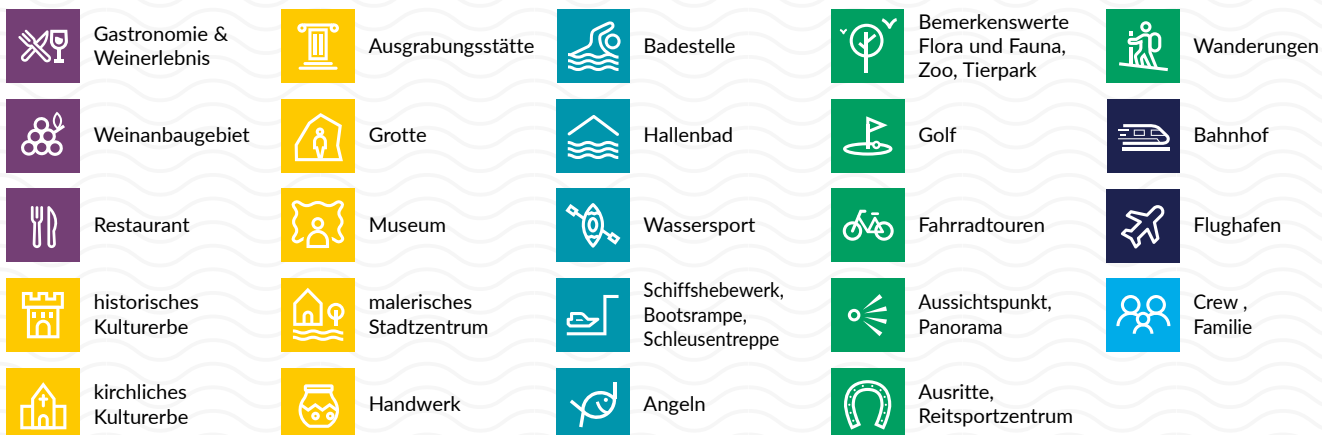 Gastronomie &
Weinerlebnis
Weinanbaugebiet
Restaurant
historisches
Kulturerbe
kirchliches
Kulturerbe
Ausgrabungsstätte
Grotte
Museum
malerisches
Stadtzentrum
Handwerk
Badestelle
Hallenbad
Wassersport
Schiffshebewerk,
Bootsrampe,
Schleusentreppe
Angeln
Bemerkenswerte
Flora und Fauna,
Zoo, Tierpark
Golf
Fahrradtouren
Aussichtspunkt,
Panorama
Ausritte,
Reitsportzentrum
Wanderungen
Bahnhof
Flughafen
Crew ,
Familie